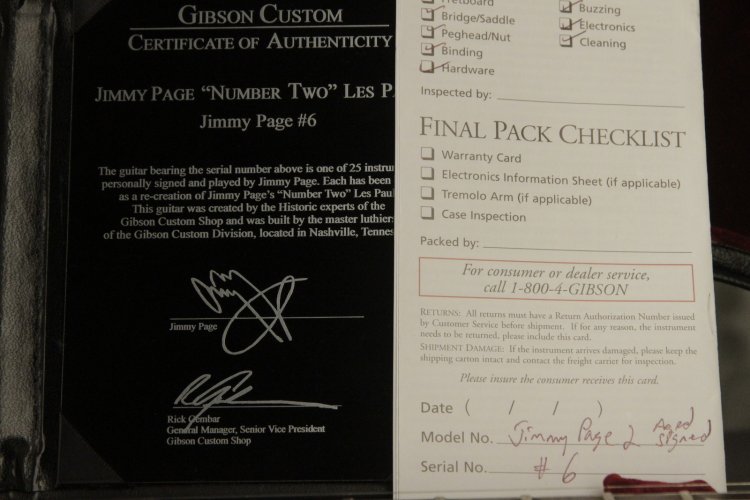 GIBSON CUSTOM
CERTIFICATE OF AUTHENTICITY
JIMMY PAGE “NUMBER TWO” LES
Jimmy Page #6
The guitar bearing the serial number above is one of 25
personally signed and played by Jimmy Page. Each has been
as a re-creation of Jimmy Page's “Number Two” Les
This guitar was created by the Historic experts of the
Gibson Custom Shop and was built by the master
of the Gibson Custom Division, located in Nashville,
Jimmy Page
Rick Gembar
General Manager, Senior Vice President
Gibson Custom Shop
Fretboard
Bridge/Saddle
Peghead/Nut
Binding
Hardware
Buzzing
Electronics
Cleaning
Inspected by:
FINAL PACK CHECKLIST
Warranty Card
Electronics Information Sheet (if applicable)
Tremolo Arm (if applicable)
Case Inspection
Packed by:
For consumer or dealer service,
call 1-800-4-GIBSON
RETURNS: All returns must have a Return Authorization Number issued
by Customer Service before shipment. If for any reason, the instrument
needs to be returned, please include this card.
SHIPMENT DAMAGE: If the instrument arrives damaged, please keep the
shipping carton intact and contact the freight carrier for inspection.
Please insure the consumer receives this card.
Date ( / / )
Model No. Jimmy Page 2 Aged signed
Serial No. #6